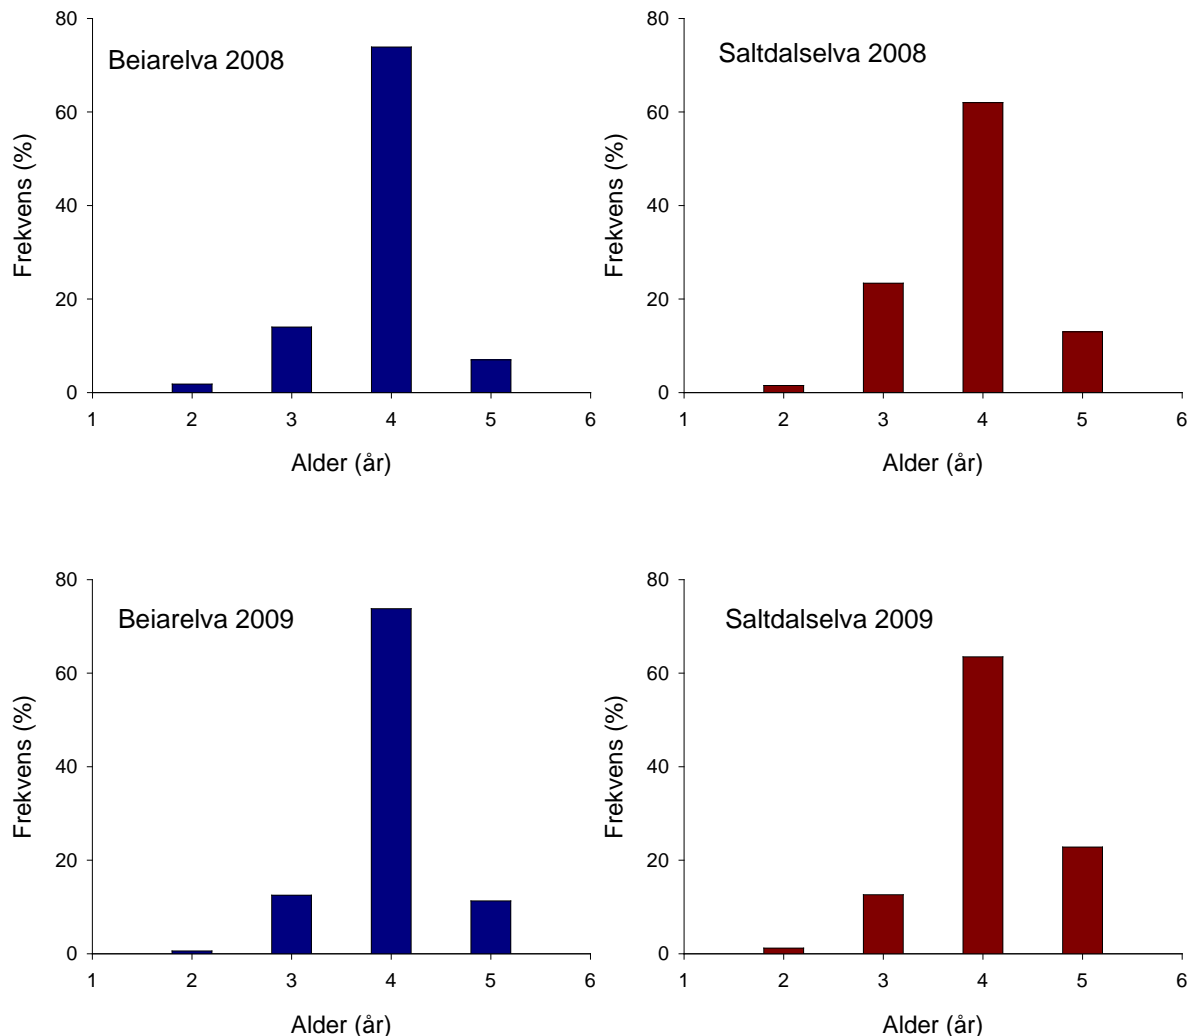 Beiarelva 2008
Frekvens (%)
80
60
40
20
0
1 2 3 4 5 6
Alder (år)
Saltdalselva 2008
Frekvens (%)
80
60
40
20
0
1 2 3 4 5 6
Alder (år)
Beiarelva 2009
Frekvens (%)
80
60
40
20
0
1 2 3 4 5 6
Alder (år)
Saltdalselva 2009
Frekvens (%)
80
60
40
20
0
1 2 3 4 5 6
Alder (år)